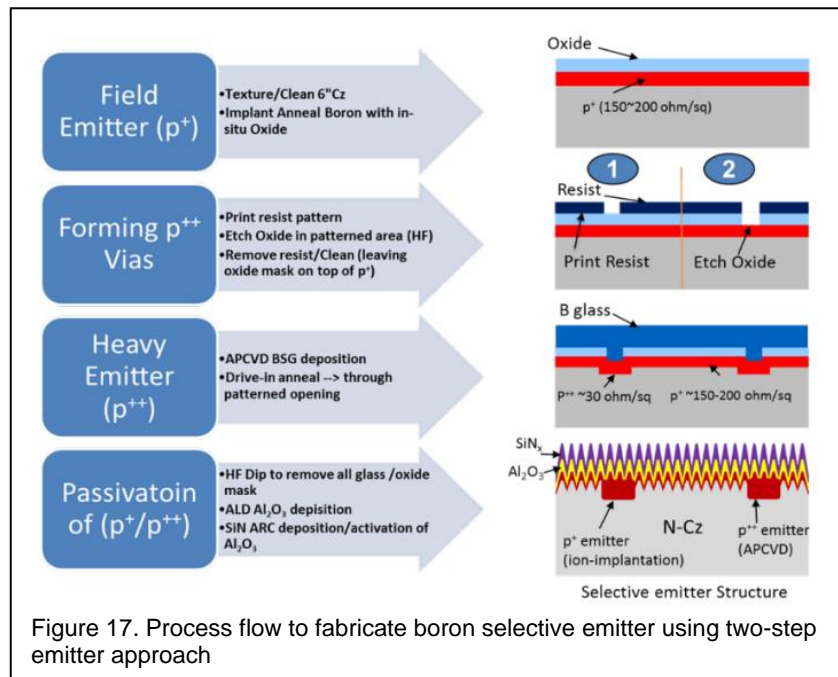 Field
Emitter (p⁺)
•Texture/Clean 6"Cz
•Implant Anneal Boron with in-
situ Oxide
Oxide
p⁺ (150~200 ohm/sq)
Forming p⁺⁺
Vias
•Print resist pattern
•Etch Oxide in patterned area (HF)
•Remove resist/Clean (leaving
oxide mask on top of p⁺)
1
2
Resist
Print Resist
Etch Oxide
Heavy
Emitter
(p⁺⁺)
•APCVD BSG deposition
•Drive-in anneal --> through
patterned opening
B glass
P⁺⁺ ~30 ohm/sq
p⁺ ~150-200 ohm/sq
Passivatoin
of (p⁺/p⁺⁺)
•HF Dip to remove all glass /oxide
mask
•ALD Al₂O₃ depisition
•SiN ARC deposition/activation of
Al₂O₃
SiNₓ
Al₂O₃
N-Cz
p⁺ emitter
(ion-implantation)
p⁺⁺ emitter
(APCVD)
Selective emitter Structure
Figure 17. Process flow to fabricate boron selective emitter using two-step
emitter approach